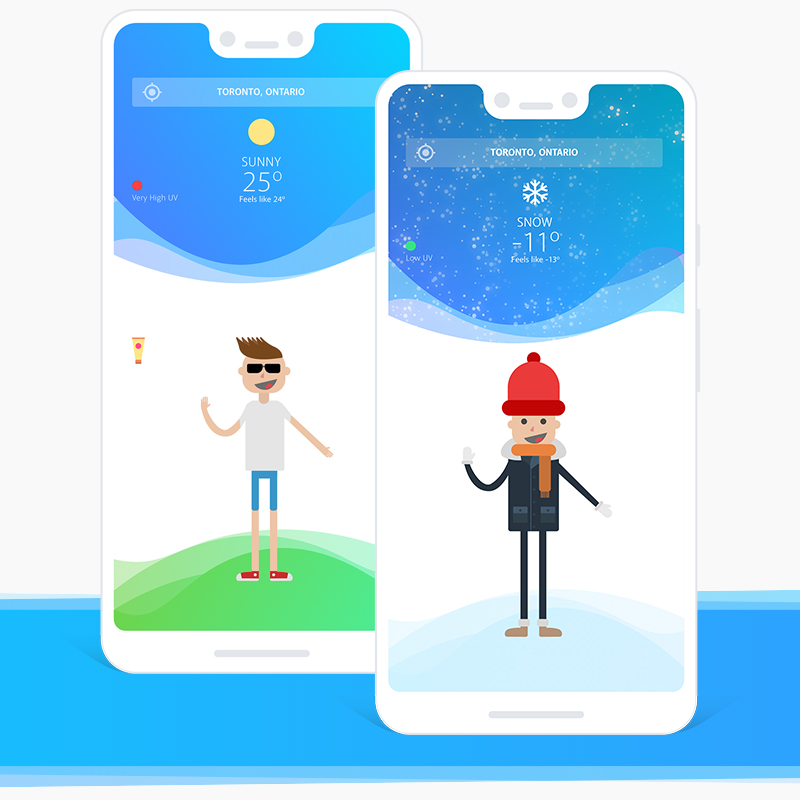 TORONTO, ONTARIO
SUNNY
25°
Feels like 24°
Very High UV
TORONTO, ONTARIO
SNOW
-11°
Feels like -13°
Low UV